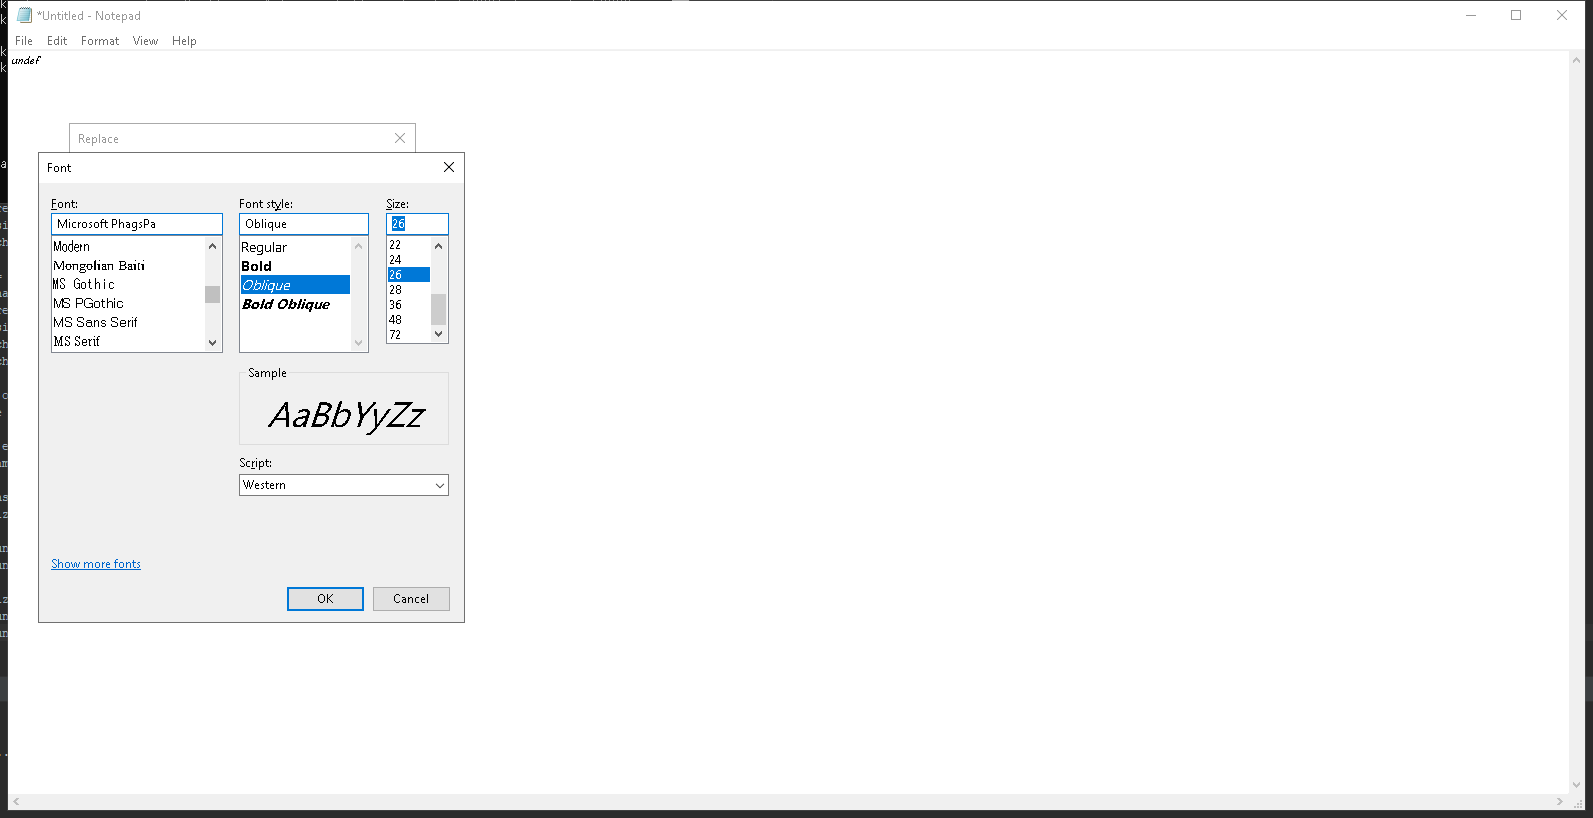 *Untitled - Notepad
File Edit Format View Help
undef
Replace
Font
Font: Font style: Size:
Microsoft PhagsPa Oblique 26
Modern
Mongolian Baiti
MS Gothic
MS PGothic
MS Sans Serif
MS Serif
Regular
Bold
Oblique
Bold Oblique
22
24
26
28
36
48
72
Sample
AaBbYyZz
Script:
Western
Show more fonts
OK Cancel